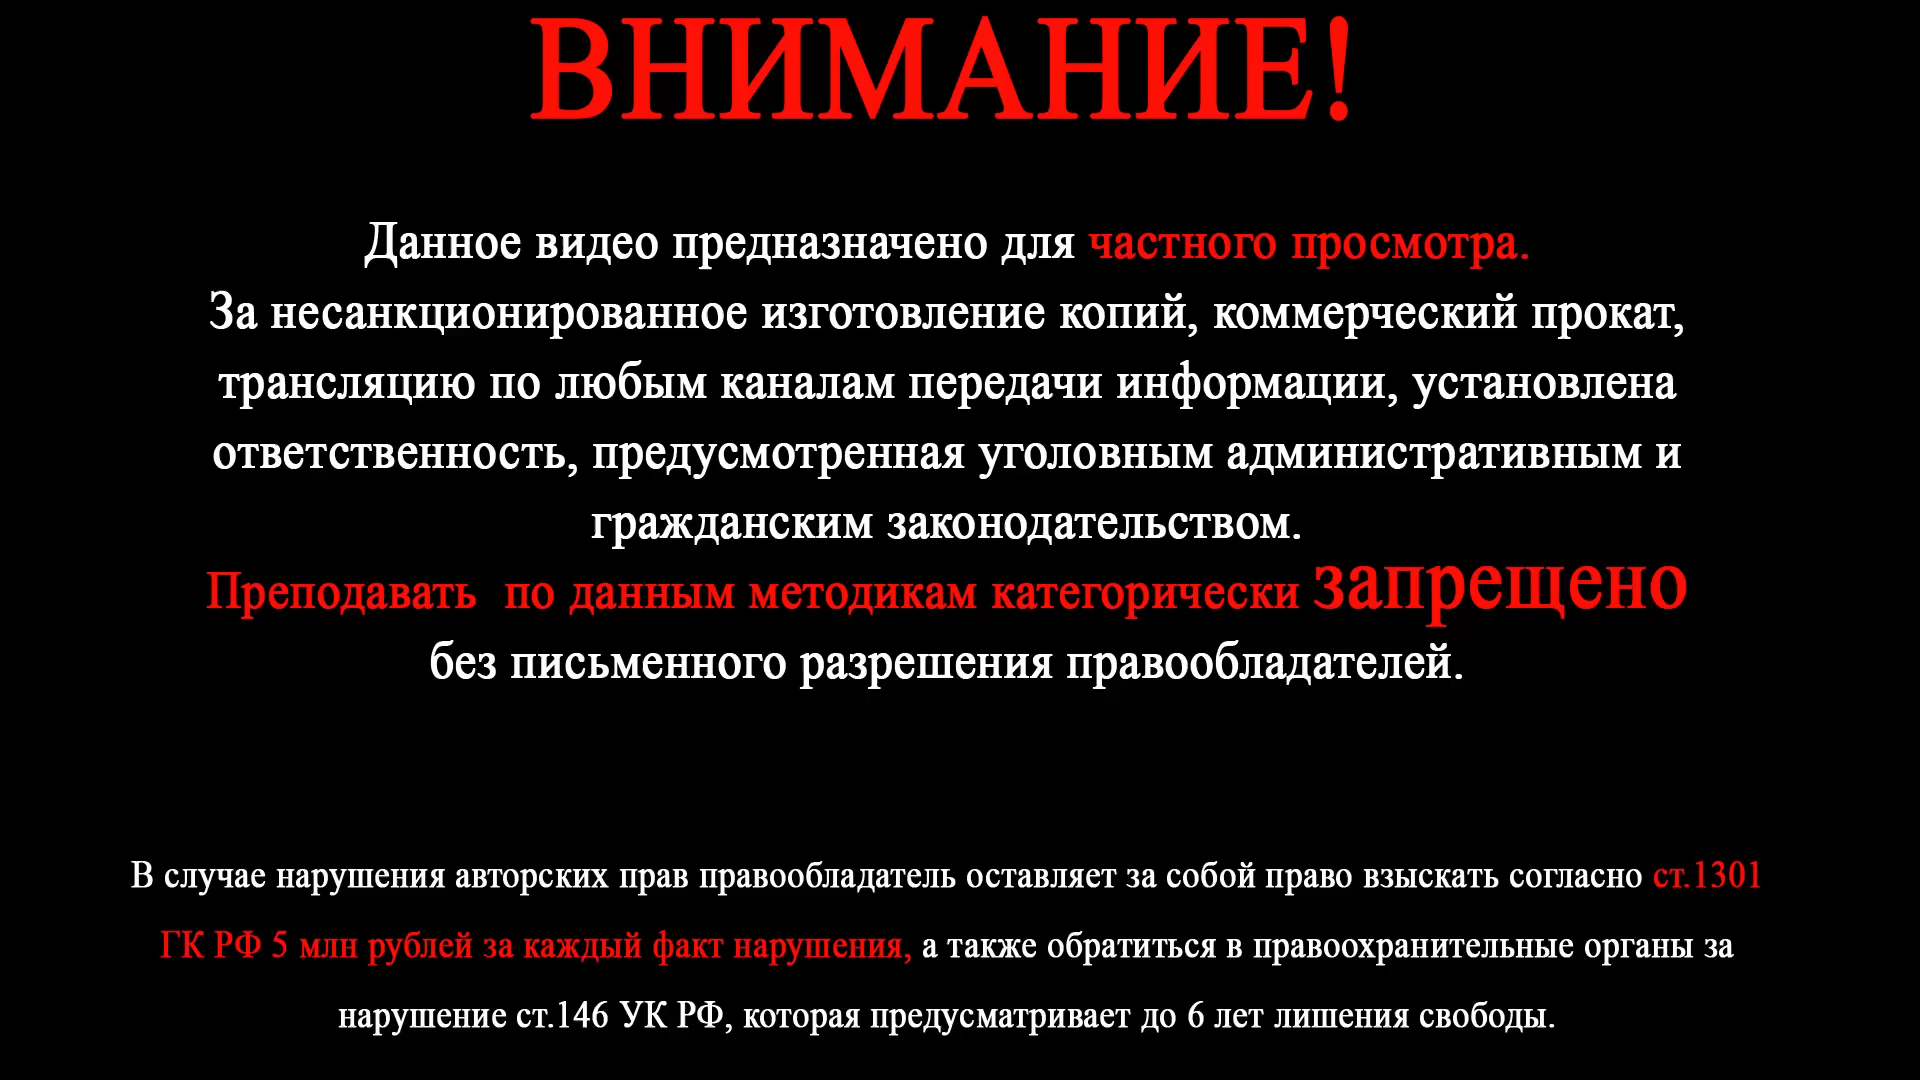 ВНИМАНИЕ!
Данное видео предназначено для частного просмотра.
За несанкционированное изготовление копий, коммерческий прокат,
трансляцию по любым каналам передачи информации, установлена
ответственность, предусмотренная уголовным административным и
гражданским законодательством.
Преподавать по данным методикам категорически запрещено
без письменного разрешения правообладателей.
В случае нарушения авторских прав правообладатель оставляет за собой право взыскать согласно ст.1301
ГК РФ 5 млн рублей за каждый факт нарушения, а также обратиться в правоохранительные органы за
нарушение ст.146 УК РФ, которая предусматривает до 6 лет лишения свободы.